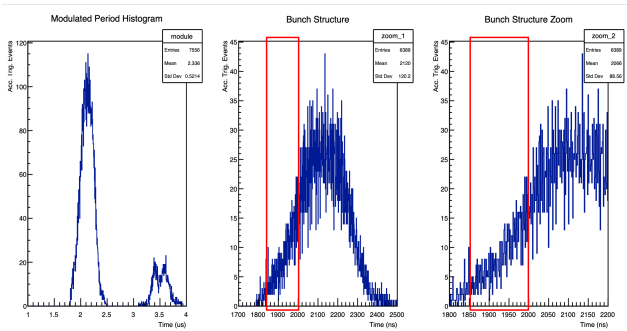 Modulated Period Histogram
module
Entries 7556
Mean 2.336
Std Dev 0.5214
Acc. Trig. Events
120
100
80
60
40
20
0
1 1.5 2 2.5 3 3.5 4
Time (us)
Bunch Structure
zoom_1
Entries 6389
Mean 2120
Std Dev 120.2
Acc. Trig. Events
45
40
35
30
25
20
15
10
5
0
1700 1800 1900 2000 2100 2200 2300 2400 2500
Time (ns)
Bunch Structure Zoom
zoom_2
Entries 6389
Mean 2066
Std Dev 88.56
Acc. Trig. Events
45
40
35
30
25
20
15
10
5
0
1800 1850 1900 1950 2000 2050 2100 2150 2200
Time (ns)